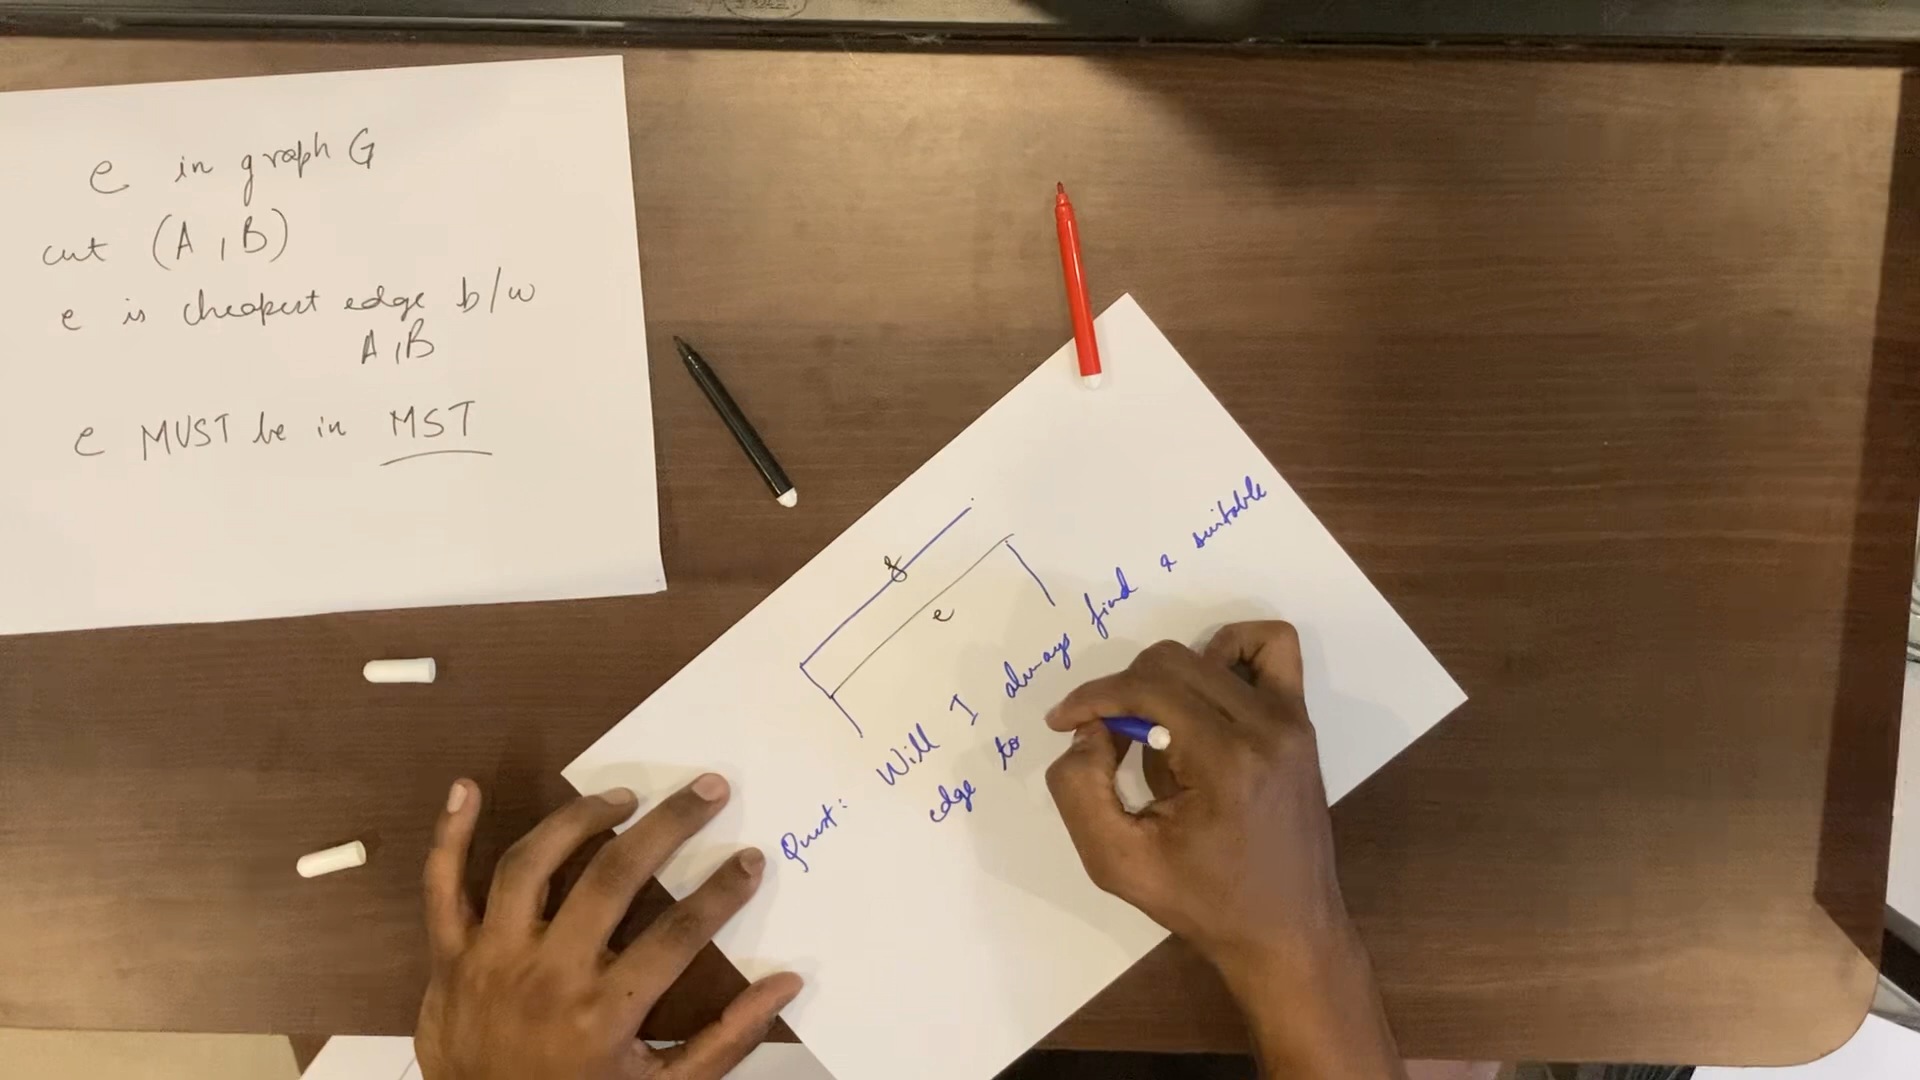 e in graph G
cut (A, B)
e is cheapest edge b/w
A, B
e MUST be in MST
f
e
Quest: Will I always find a suitable
edge to